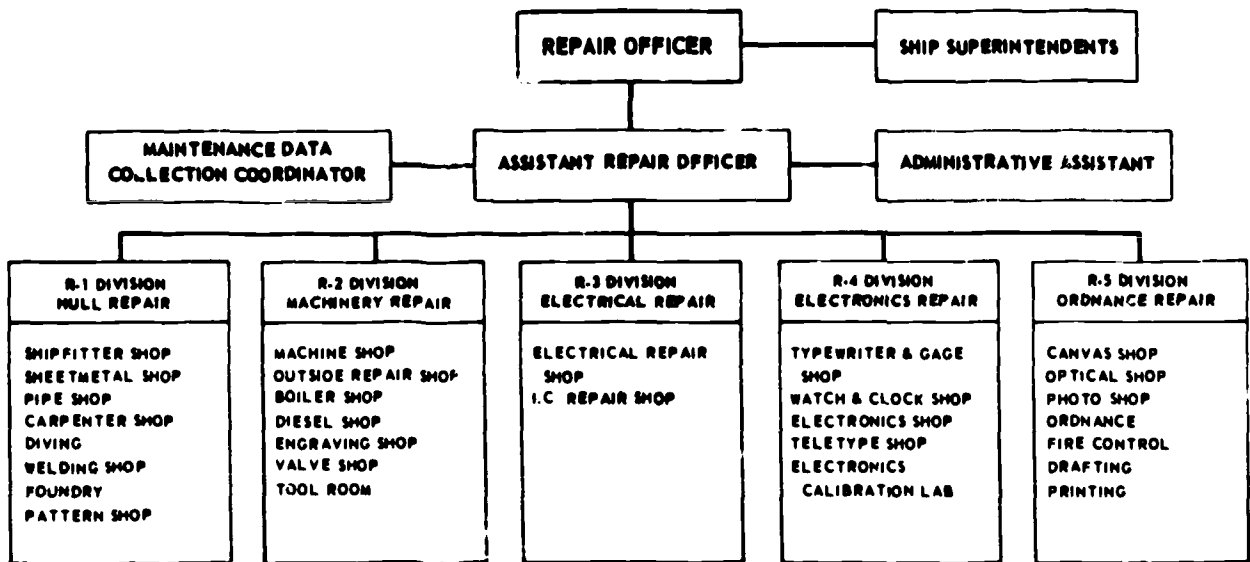 REPAIR OFFICER
SHIP SUPERINTENDENTS
MAINTENANCE DATA
COLLECTION COORDINATOR
ASSISTANT REPAIR OFFICER
ADMINISTRATIVE ASSISTANT
R-1 DIVISION
HULL REPAIR
SHIPFITTER SHOP
SHEETMETAL SHOP
PIPE SHOP
CARPENTER SHOP
DIVING
WELDING SHOP
FOUNDRY
PATTERN SHOP
R-2 DIVISION
MACHINERY REPAIR
MACHINE SHOP
OUTSIDE REPAIR SHOP
BOILER SHOP
DIESEL SHOP
ENGRAVING SHOP
VALVE SHOP
TOOL ROOM
R-3 DIVISION
ELECTRICAL REPAIR
ELECTRICAL REPAIR
SHOP
I.C REPAIR SHOP
R-4 DIVISION
ELECTRONICS REPAIR
TYPEWRITER & GAGE
SHOP
WATCH & CLOCK SHOP
ELECTRONICS SHOP
TELETYPE SHOP
ELECTRONICS
CALIBRATION LAB
R-5 DIVISION
ORDNANCE REPAIR
CANVAS SHOP
OPTICAL SHOP
PHOTO SHOP
ORDNANCE
FIRE CONTROL
DRAFTING
PRINTING